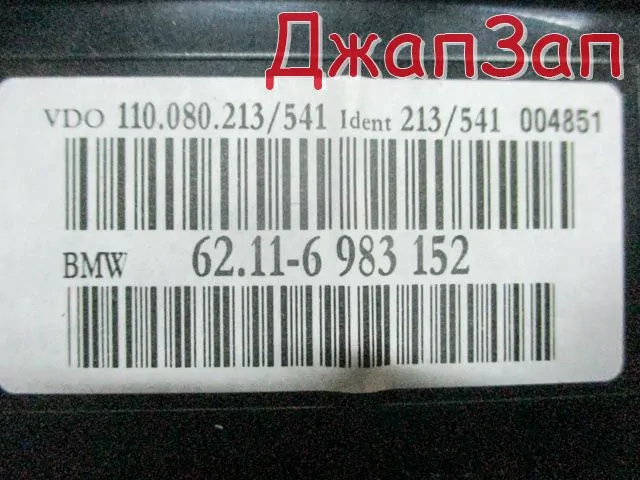 ДжапЗап
VDO 110.080.213/541 Ident 213/541 004851
BMW 62.11-6 983 152